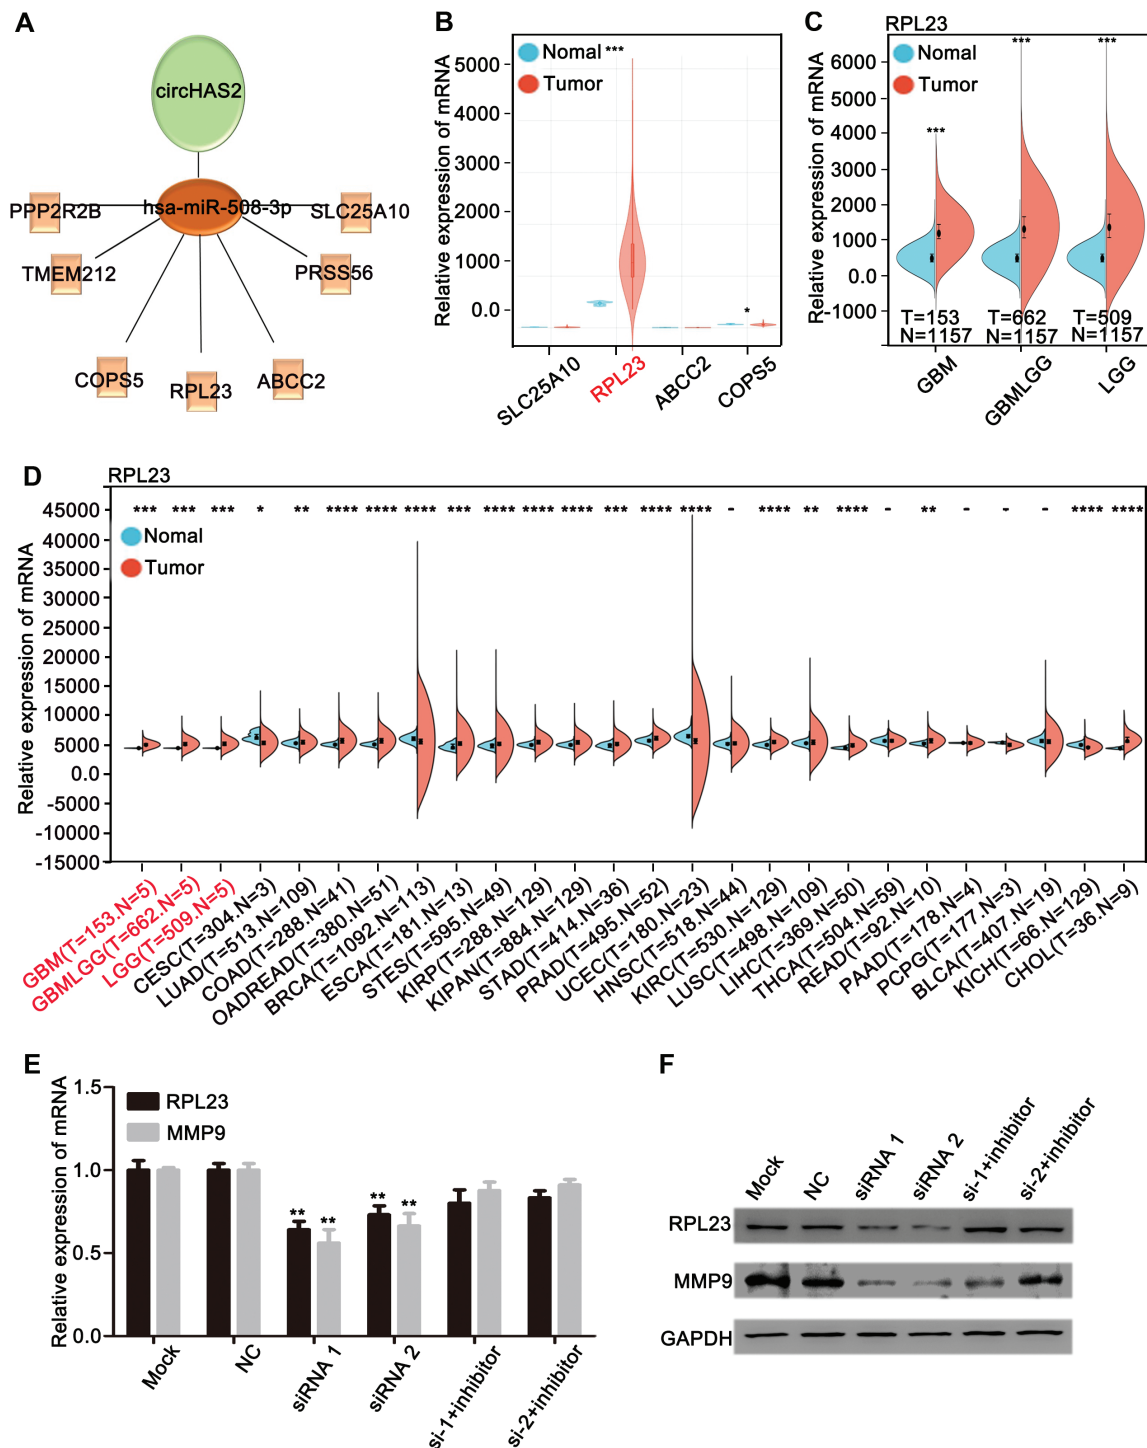 A
circHAS2
hsa-miR-508-3p
PPP2R2B
SLC25A10
TMEM212
PRSS56
COPS5
RPL23
ABCC2
B
Nomal
Tumor
***
*
Relative expression of mRNA
5000
4000
3000
2000
1000
0.0
SLC25A10
RPL23
ABCC2
COPS5
C
RPL23
Nomal
Tumor
***
***
***
Relative expression of mRNA
6000
5000
4000
3000
2000
1000
0.0
-1000
T=153
N=1157
T=662
N=1157
T=509
N=1157
GBM
GBMLGG
LGG
D
RPL23
*** *** *** * ** **** **** **** *** **** **** **** *** **** **** - **** ** **** - ** - - - **** ****
Nomal
Tumor
Relative expression of mRNA
45000
40000
35000
30000
25000
20000
15000
10000
5000
0.0
-5000
-10000
-15000
GBM(T=153.N=5)
GBMLGG(T=662.N=5)
LGG(T=509.N=5)
CESC(T=304.N=3)
LUAD(T=513.N=109)
COAD(T=288.N=41)
OADREAD(T=380.N=51)
BRCA(T=1092.N=113)
ESCA(T=181.N=13)
STES(T=595.N=49)
KIRP(T=288.N=129)
KIPAN(T=884.N=129)
STAD(T=414.N=36)
PRAD(T=495.N=52)
UCEC(T=180.N=23)
HNSC(T=518.N=44)
KIRC(T=530.N=129)
LUSC(T=498.N=109)
LIHC(T=369.N=50)
THCA(T=504.N=59)
READ(T=92.N=10)
PAAD(T=178.N=4)
PCPG(T=177.N=3)
BLCA(T=407.N=19)
KICH(T=66.N=129)
CHOL(T=36.N=9)
E
RPL23
MMP9
Relative expression of mRNA
1.5
1.0
0.5
0.0
** ** ** **
Mock
NC
siRNA 1
siRNA 2
si-1+inhibitor
si-2+inhibitor
F
Mock
NC
siRNA 1
siRNA 2
si-1+inhibitor
si-2+inhibitor
RPL23
MMP9
GAPDH